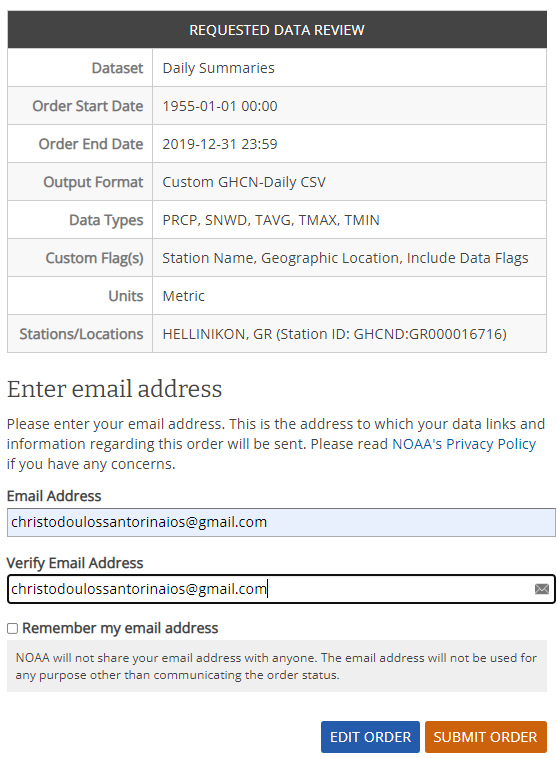 REQUESTED DATA REVIEW
Dataset Daily Summaries
Order Start Date 1955-01-01 00:00
Order End Date 2019-12-31 23:59
Output Format Custom GHCN-Daily CSV
Data Types PRCP, SNWD, TAVG, TMAX, TMIN
Custom Flag(s) Station Name, Geographic Location, Include Data Flags
Units Metric
Stations/Locations HELLINIKON, GR (Station ID: GHCND:GR000016716)
Enter email address
Please enter your email address. This is the address to which your data links and
information regarding this order will be sent. Please read NOAA's Privacy Policy
if you have any concerns.
Email Address
christodoulossantorinaios@gmail.com
Verify Email Address
christodoulossantorinaios@gmail.com
Remember my email address
NOAA will not share your email address with anyone. The email address will not be used for
any purpose other than communicating the order status.
EDIT ORDER SUBMIT ORDER